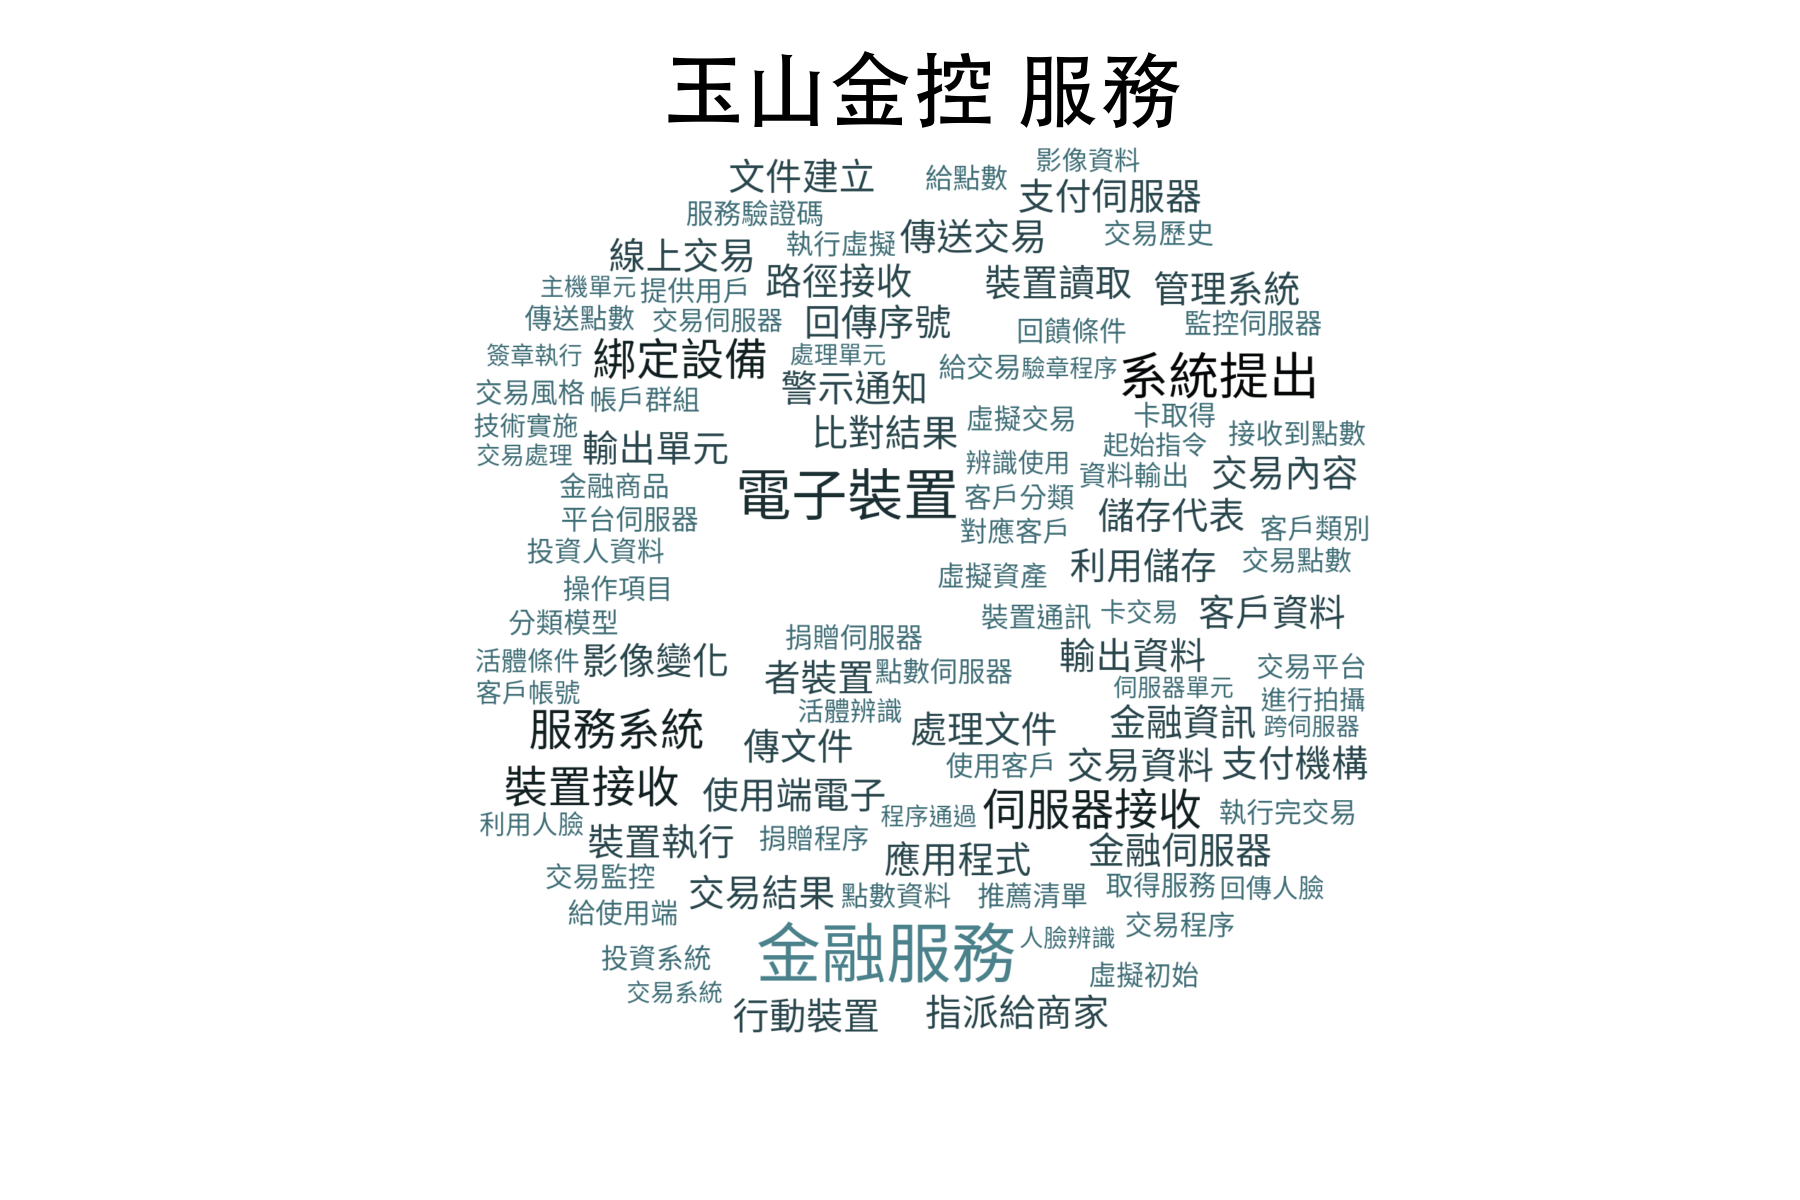 玉山金控 服務
文件建立 給點數 影像資料
支付伺服器
服務驗證碼
線上交易 執行虛擬 傳送交易 交易歷史
主機單元 提供用戶 路徑接收 裝置讀取 管理系統
傳送點數 交易伺服器 回傳序號 回饋條件 監控伺服器
簽章執行 綁定設備 處理單元 給交易 驗章程序 系統提出
交易風格 帳戶群組 警示通知
技術實施 比對結果 虛擬交易 卡取得 接收到點數
交易處理 輸出單元 起始指令
辨識使用 資料輸出 交易內容
金融商品 電子裝置 客戶分類
平台伺服器 對應客戶 儲存代表 客戶類別
投資人資料 利用儲存 交易點數
操作項目 虛擬資產
分類模型 裝置通訊 卡交易 客戶資料
捐贈伺服器
活體條件 影像變化 輸出資料 交易平台
客戶帳號 者裝置 點數伺服器 伺服器單元 進行拍攝
服務系統 活體辨識 處理文件 金融資訊 跨伺服器
傳文件 使用客戶 交易資料 支付機構
裝置接收 使用端電子 程序通過 伺服器接收 執行完交易
利用人臉 裝置執行 捐贈程序 應用程式 金融伺服器
交易監控 交易結果 點數資料 推薦清單 取得服務 回傳人臉
給使用端 人臉辨識 交易程序
投資系統 金融服務 虛擬初始
交易系統 行動裝置 指派給商家